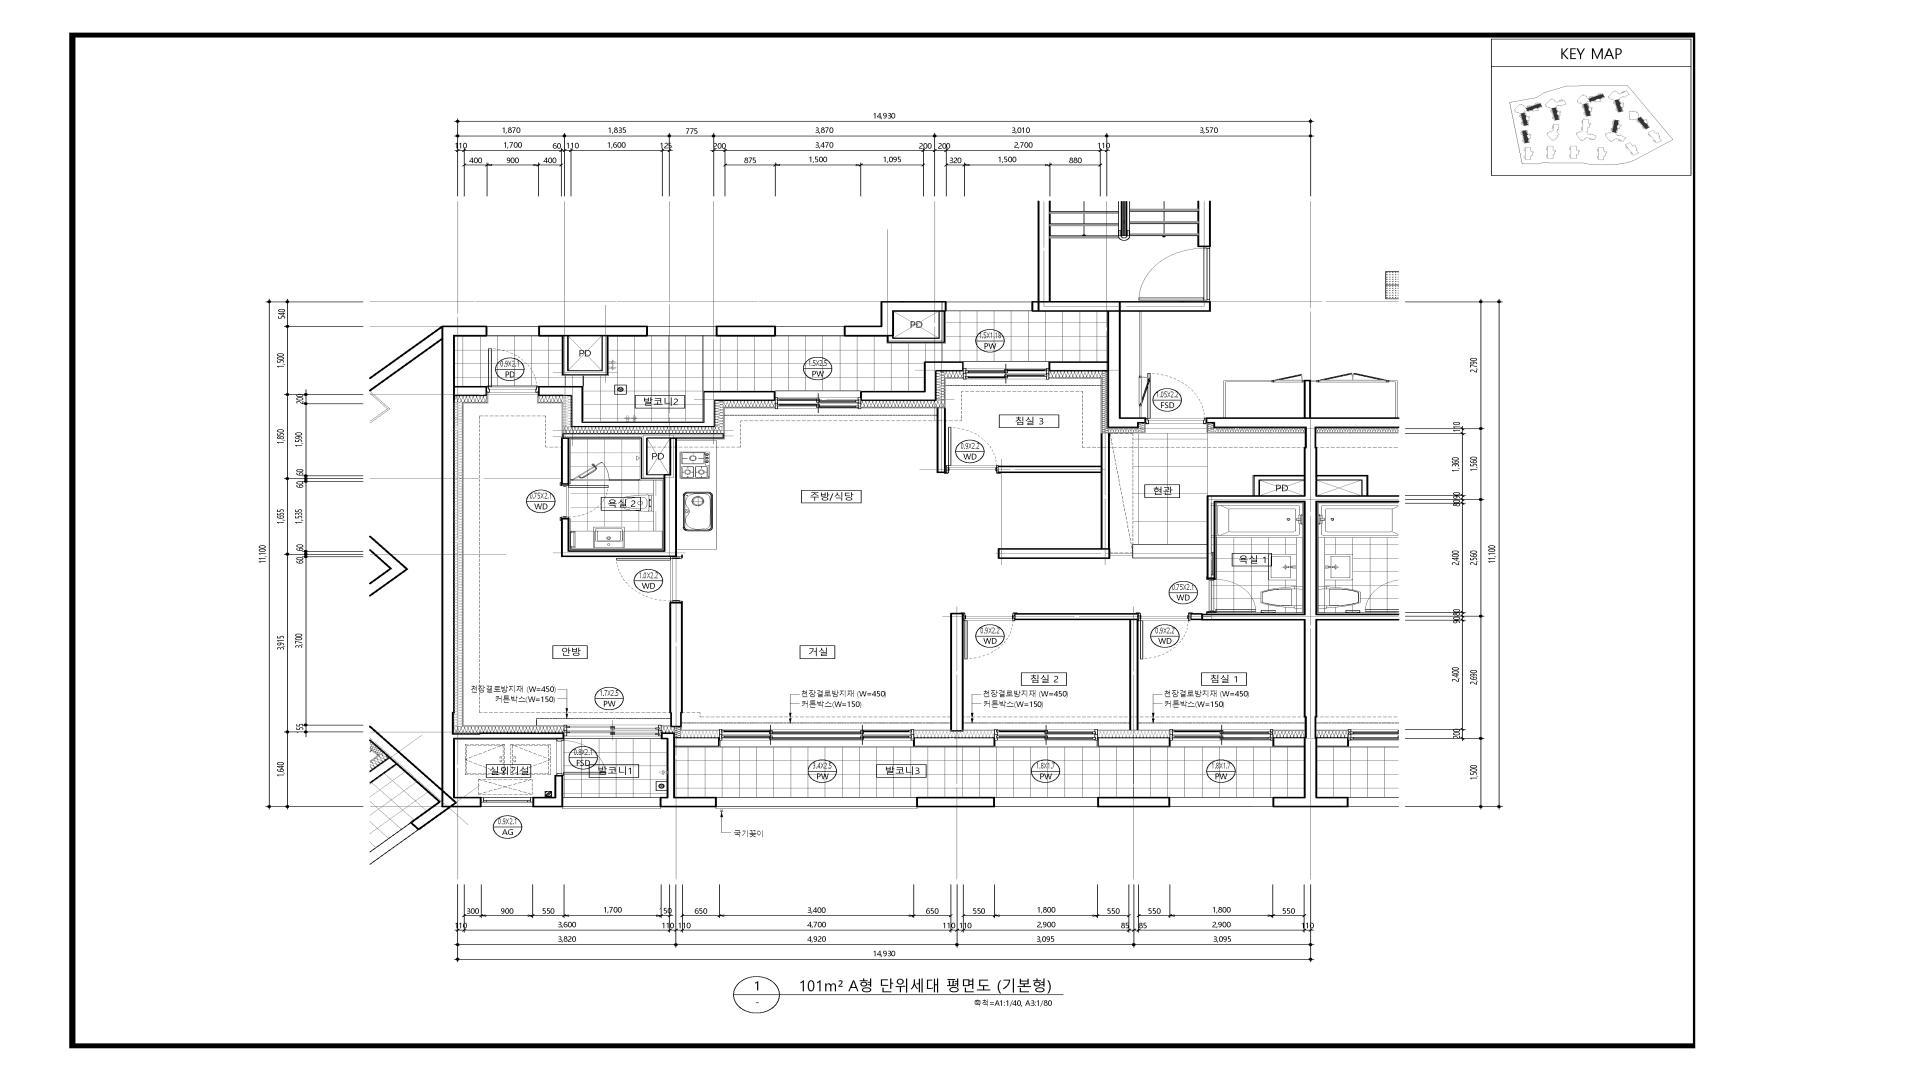 KEY MAP
14,930
1,870 1,835 775 3,870 3,010 3,570
110 1,700 60 110 1,600 125 200 3,470 200 200 2,700 110
400 900 400 875 1,500 1,095 320 1,500 880
540
1,500
200
1,850 1,590
60
60
1,655 1,535
60
60
11,100
3,915 3,700
155
1,640
2,790
110
1,360 1,560
2,400 2,560
11,100
2,400 2,690
200
1,500
PD
PD
PD
PD
0.9X2.1
PD
1.5X2.5
PW
PW
1.05X2.2
FSD
발코니2
침실 3
0.9X2.2
WD
주방/식당
현관
0.75X2.1
WD
욕실 2
욕실 1
1.0X2.2
WD
0.75X2.1
WD
0.9X2.2
WD
0.9X2.2
WD
안방
거실
침실 2
침실 1
천장결로방지재 (W=450)
커튼박스(W=150)
1.7X2.5
PW
천장결로방지재 (W=450)
커튼박스(W=150)
천장결로방지재 (W=450)
커튼박스(W=150)
천장결로방지재 (W=450)
커튼박스(W=150)
실외기실
FSD
발코니1
3.4X2.5
PW
발코니3
1.8X1.7
PW
1.8X1.7
PW
0.9X2.1
AG
국기꽂이
300 900 550 1,700 150 650 3,400 650 550 1,800 550 550 1,800 550
110 3,600 110 110 4,700 110 110 2,900 85 85 2,900 110
3,820 4,920 3,095 3,095
14,930
1
-
101m² A형 단위세대 평면도 (기본형)
축척=A1:1/40, A3:1/80